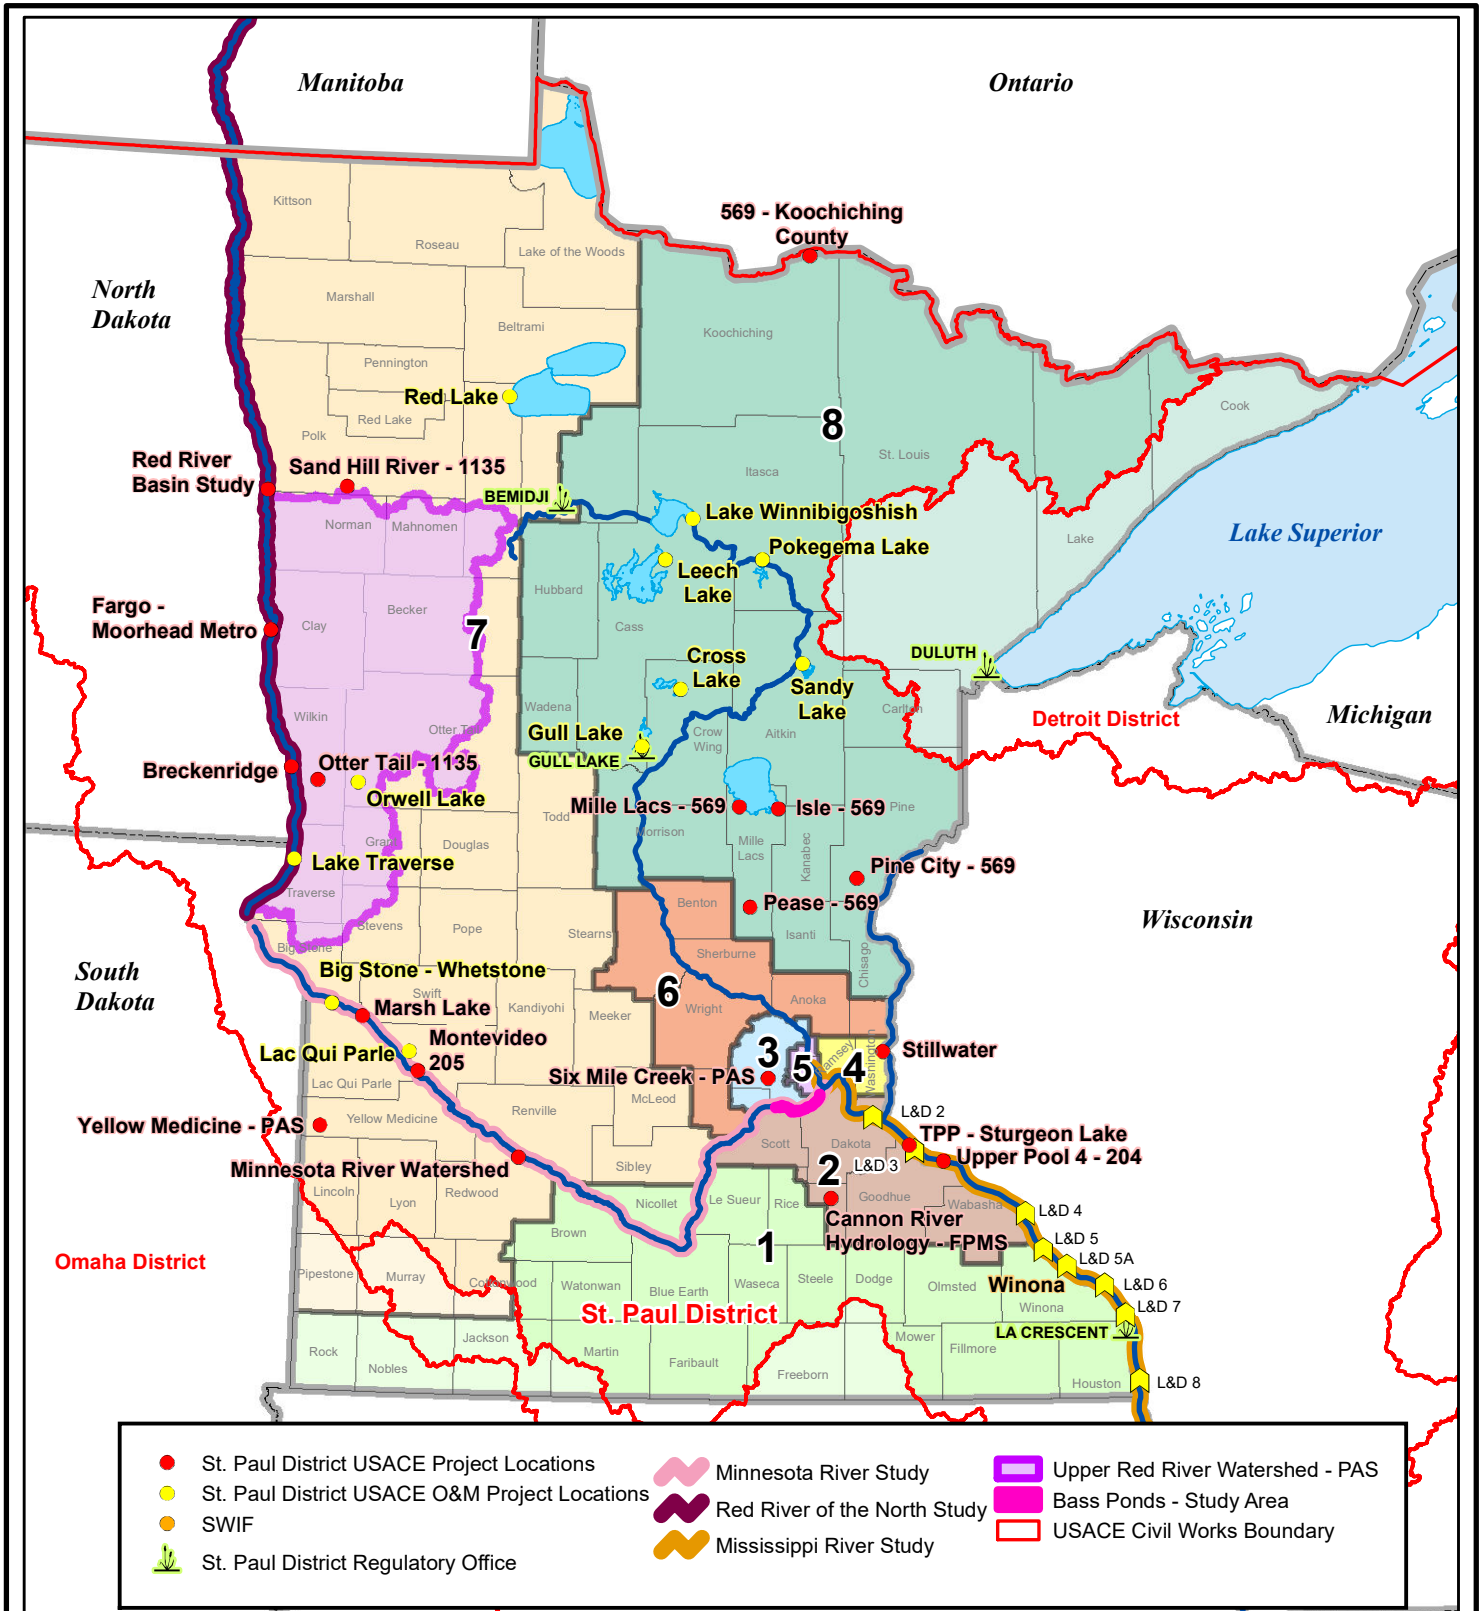 Manitoba
Ontario
Kittson
Roseau
Lake of the Woods
569 - Koochiching
County
North
Dakota
Marshall
Beltrami
Koochiching
Pennington
Red Lake
Red Lake
Polk
8
Cook
St. Louis
Itasca
Red River
Basin Study
Sand Hill River - 1135
BEMIDJI
Norman
Mahnomen
Lake Winnibigoshish
Pokegema Lake
Lake
Lake Superior
Leech
Lake
Hubbard
Cass
Fargo -
Moorhead Metro
Clay
Becker
7
DULUTH
Cross
Lake
Sandy
Lake
Wilkin
Wadena
Carlton
Detroit District
Michigan
Otter T
Gull Lake
GULL LAKE
Crow
Wing
Aitkin
Breckenridge
Otter Tail - 1135
Orwell Lake
Mille Lacs - 569
Isle - 569
Pine
Todd
Morrison
Mille
Lacs
Kanabec
Gran
Douglas
Lake Traverse
Pine City - 569
Traverse
Benton
Pease - 569
Wisconsin
Stevens
Pope
Stearns
Isanti
Big Stone
Sherburne
Chisago
South
Dakota
Big Stone - Whetstone
Swift
Kandiyohi
Meeker
6
Wright
Anoka
Marsh Lake
Montevideo
205
Lac Qui Parle
3
5
4
Ramsey
Washington
Stillwater
Six Mile Creek - PAS
Lac Qui Parle
McLeod
Yellow Medicine - PAS
Yellow Medicine
Renville
L&D 2
TPP - Sturgeon Lake
Upper Pool 4 - 204
Scott
Dakota
L&D 3
Minnesota River Watershed
Sibley
2
Lincoln
Lyon
Redwood
Nicollet
Le Sueur
Rice
Goodhue
Wabasha
L&D 4
Cannon River
Hydrology - FPMS
Brown
1
L&D 5
L&D 5A
Omaha District
Pipestone
Murray
Cottonwood
Watonwan
Blue Earth
Waseca
Steele
Dodge
Olmsted
Winona
L&D 6
Winona
L&D 7
St. Paul District
LA CRESCENT
Rock
Nobles
Jackson
Martin
Faribault
Freeborn
Mower
Fillmore
Houston
L&D 8
St. Paul District USACE Project Locations
St. Paul District USACE O&M Project Locations
SWIF
St. Paul District Regulatory Office
Minnesota River Study
Red River of the North Study
Mississippi River Study
Upper Red River Watershed - PAS
Bass Ponds - Study Area
USACE Civil Works Boundary